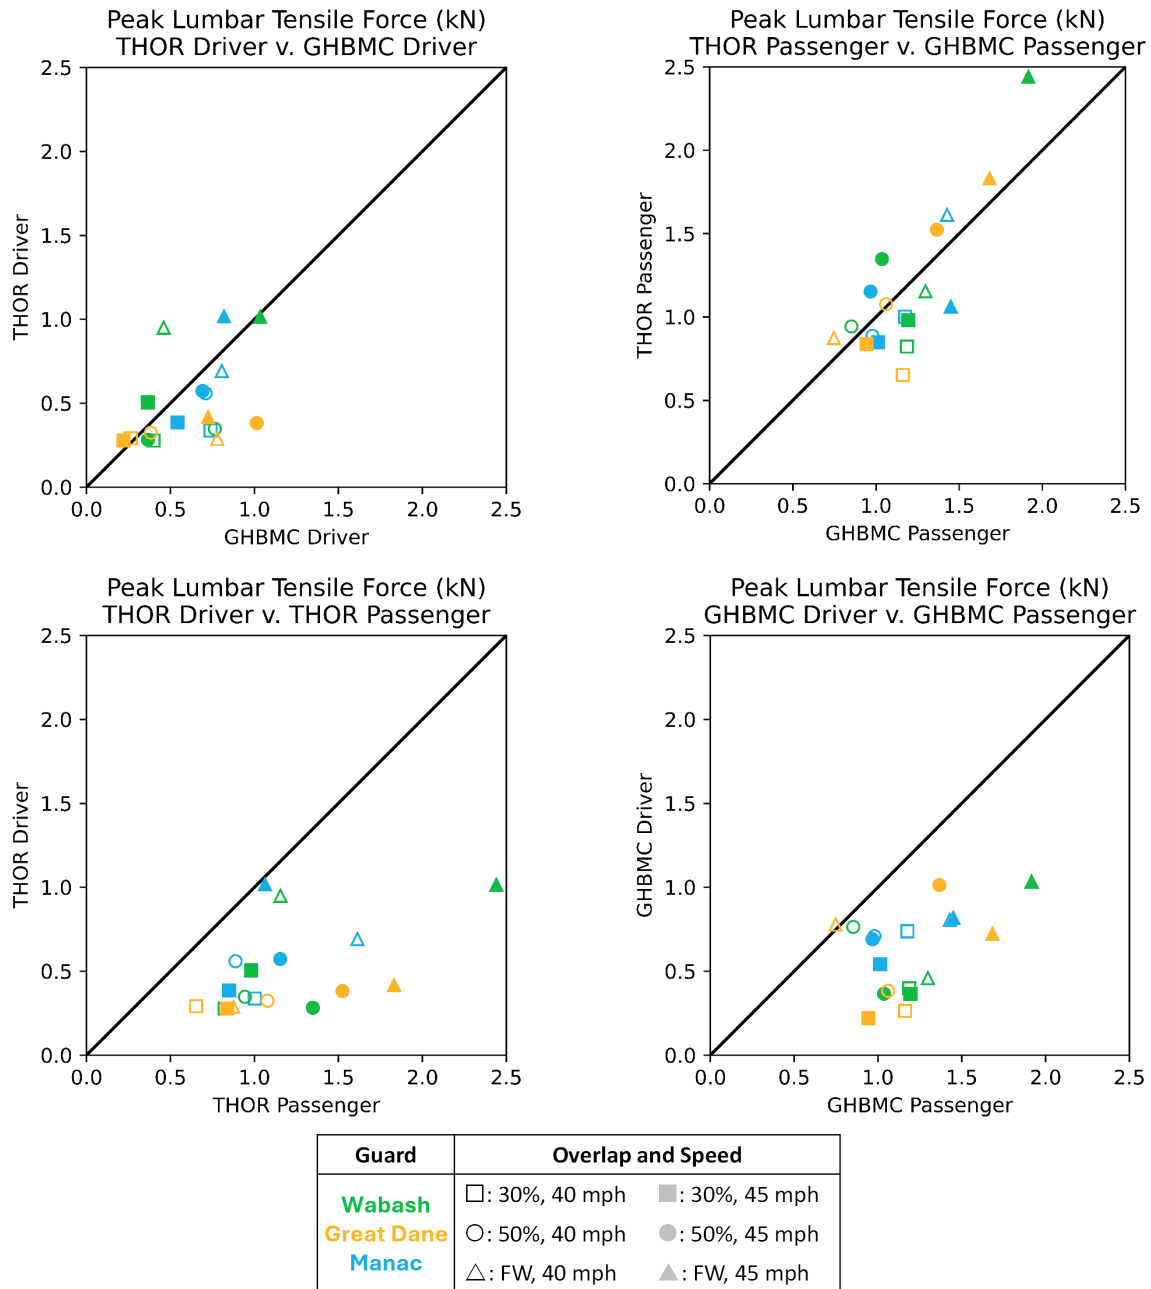 Peak Lumbar Tensile Force (kN)
THOR Driver v. GHBMC Driver
2.5
2.0
1.5
1.0
0.5
0.0
THOR Driver
0.0 0.5 1.0 1.5 2.0 2.5
GHBMC Driver
Peak Lumbar Tensile Force (kN)
THOR Passenger v. GHBMC Passenger
2.5
2.0
1.5
1.0
0.5
0.0
THOR Passenger
0.0 0.5 1.0 1.5 2.0 2.5
GHBMC Passenger
Peak Lumbar Tensile Force (kN)
THOR Driver v. THOR Passenger
2.5
2.0
1.5
1.0
0.5
0.0
THOR Driver
0.0 0.5 1.0 1.5 2.0 2.5
THOR Passenger
Peak Lumbar Tensile Force (kN)
GHBMC Driver v. GHBMC Passenger
2.5
2.0
1.5
1.0
0.5
0.0
GHBMC Driver
0.0 0.5 1.0 1.5 2.0 2.5
GHBMC Passenger
Guard
Overlap and Speed
Wabash
Great Dane
Manac
: 30%, 40 mph
: 30%, 45 mph
: 50%, 40 mph
: 50%, 45 mph
: FW, 40 mph
: FW, 45 mph